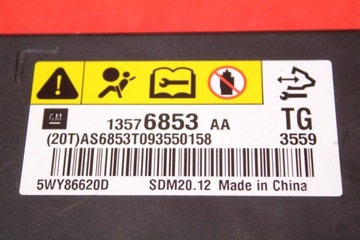 GM
13576853 AA
TG
(20T)AS6853T093550158
3559
5WY86620D
SDM20.12 Made in China